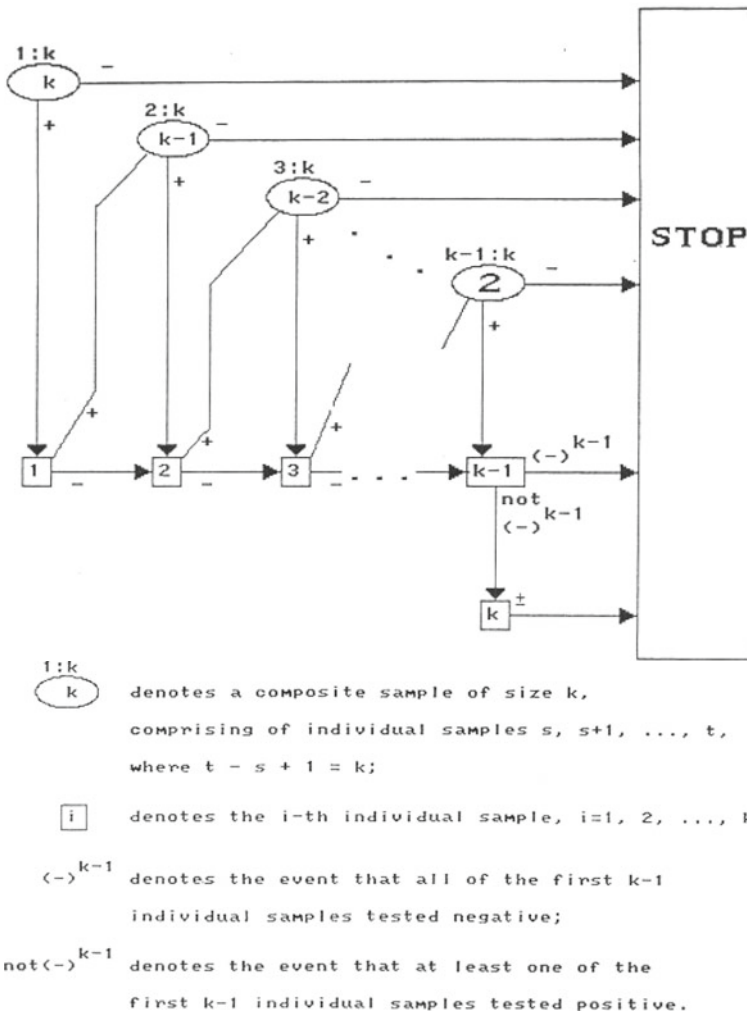 1:k
k
-
+
2:k
k-1
-
+
3:k
k-2
-
+
. . .
k-1:k
2
-
+
STOP
+
+
+
1
-
2
-
3
-
. . .
k-1
(-)^k-1
not
(-)^k-1
k
±
1:k
k
denotes a composite sample of size k,
comprising of individual samples s, s+1, ..., t,
where t - s + 1 = k;
i
denotes the i-th individual sample, i=1, 2, ...,
(-)^k-1
denotes the event that all of the first k-1
individual samples tested negative;
not(-)^k-1
denotes the event that at least one of the
first k-1 individual samples tested positive.